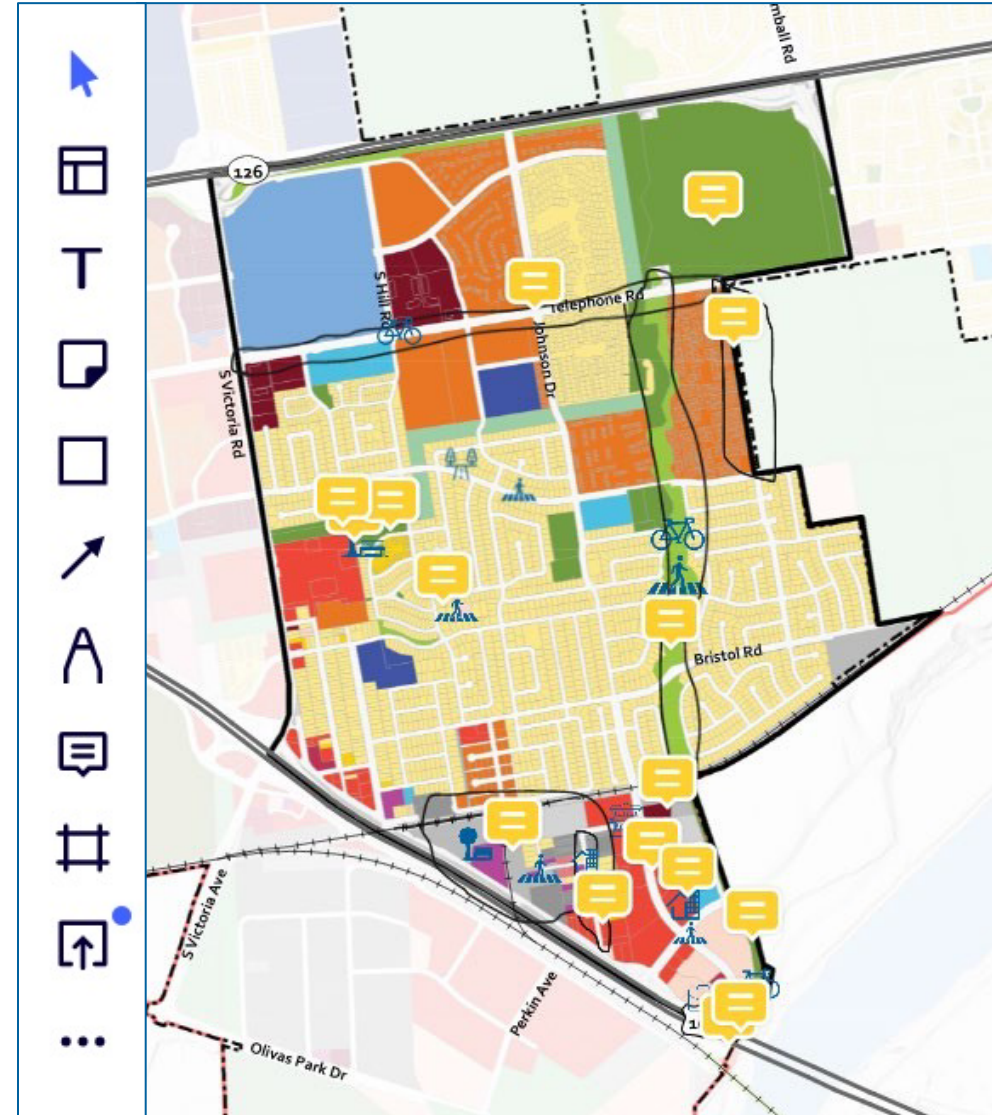 mball Rd
126
S Hill Rd
Telephone Rd
Johnson Dr
S Victoria Rd
Bristol Rd
S Victoria Ave
Perkin Ave
Olivas Park Dr